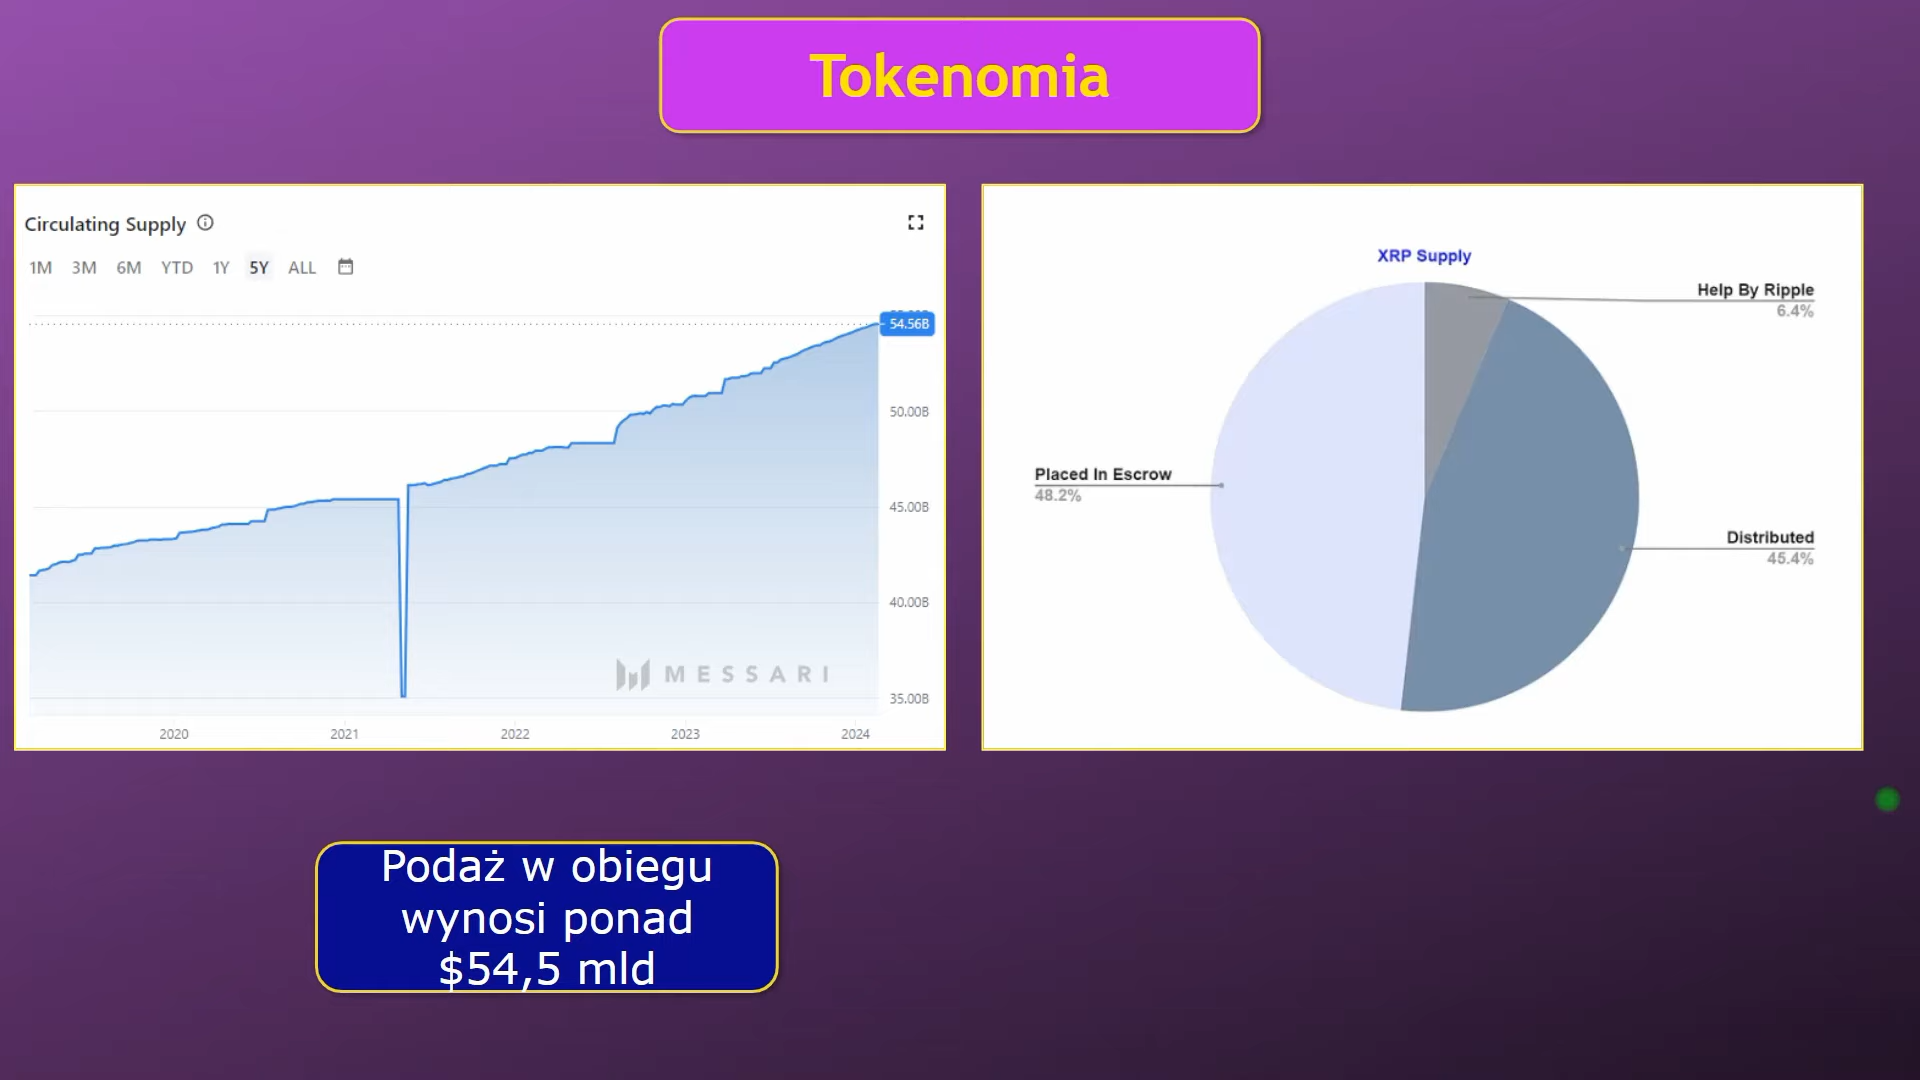 Tokenomia
Circulating Supply
1M 3M 6M YTD 1Y 5Y ALL
54.56B
50.00B
45.00B
40.00B
35.00B
MESSARI
2020 2021 2022 2023 2024
XRP Supply
Help By Ripple
6.4%
Placed In Escrow
48.2%
Distributed
45.4%
Podaż w obiegu
wynosi ponad
$54,5 mld